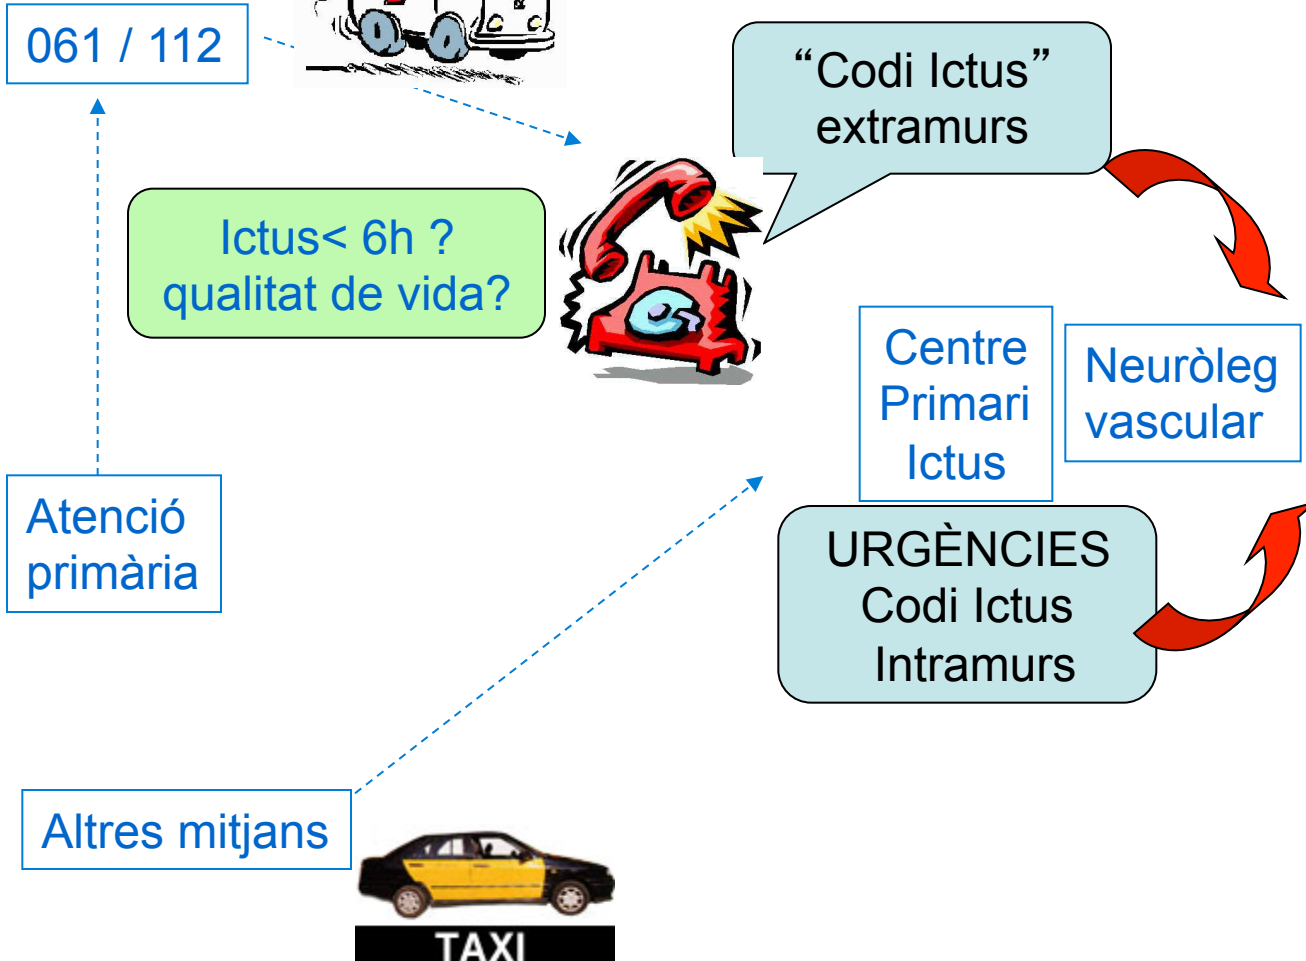 061 / 112
“Codi Ictus”
extramurs
Ictus< 6h ?
qualitat de vida?
Centre
Primari
Ictus
Neuròleg
vascular
Atenció
primària
URGÈNCIES
Codi Ictus
Intramurs
Altres mitjans
TAXI